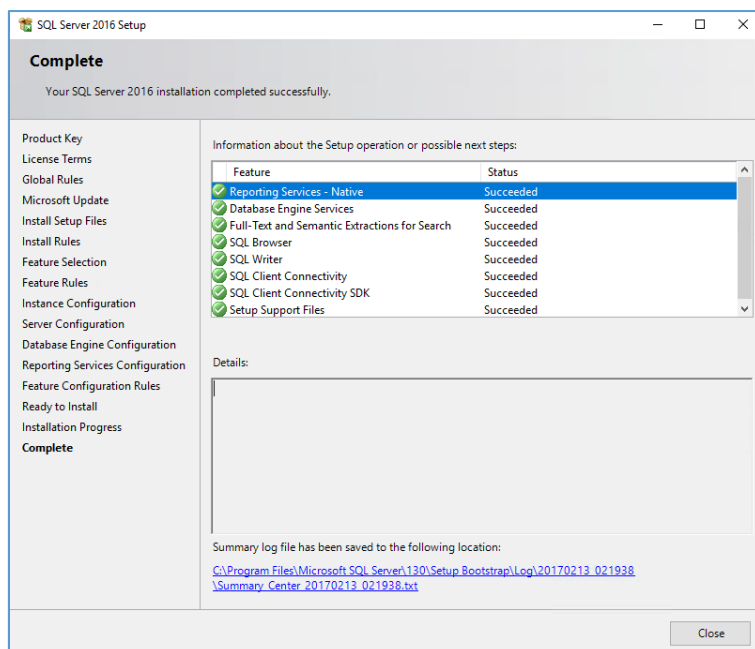 SQL Server 2016 Setup
Complete
Your SQL Server 2016 installation completed successfully.
Product Key
License Terms
Global Rules
Microsoft Update
Install Setup Files
Install Rules
Feature Selection
Feature Rules
Instance Configuration
Server Configuration
Database Engine Configuration
Reporting Services Configuration
Feature Configuration Rules
Ready to Install
Installation Progress
Complete
Information about the Setup operation or possible next steps:
Feature Status
Reporting Services - Native Succeeded
Database Engine Services Succeeded
Full-Text and Semantic Extractions for Search Succeeded
SQL Browser Succeeded
SQL Writer Succeeded
SQL Client Connectivity Succeeded
SQL Client Connectivity SDK Succeeded
Setup Support Files Succeeded
Details:
Summary log file has been saved to the following location:
C:\Program Files\Microsoft SQL Server\130\Setup Bootstrap\Log\20170213_021938
\Summary_Center_20170213_021938.txt
Close